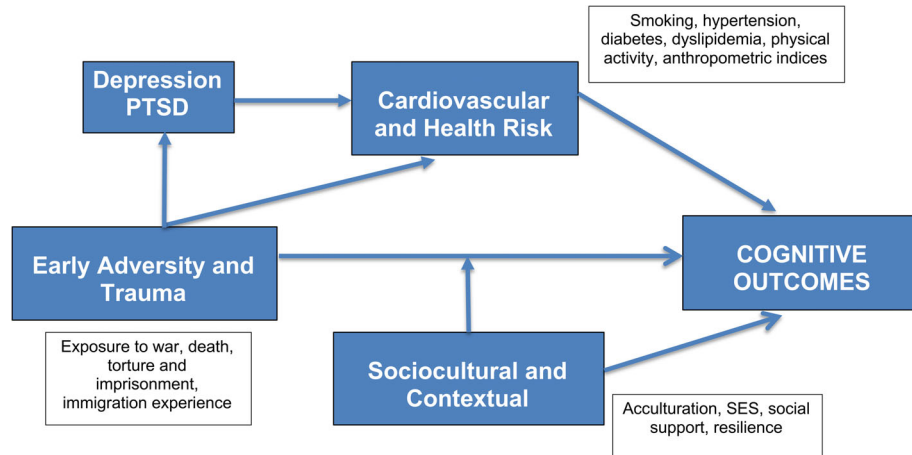 Smoking, hypertension,
diabetes, dyslipidemia, physical
activity, anthropometric indices
Depression
PTSD
Cardiovascular
and Health Risk
Early Adversity and
Trauma
COGNITIVE
OUTCOMES
Exposure to war, death,
torture and
imprisonment,
immigration experience
Sociocultural and
Contextual
Acculturation, SES, social
support, resilience